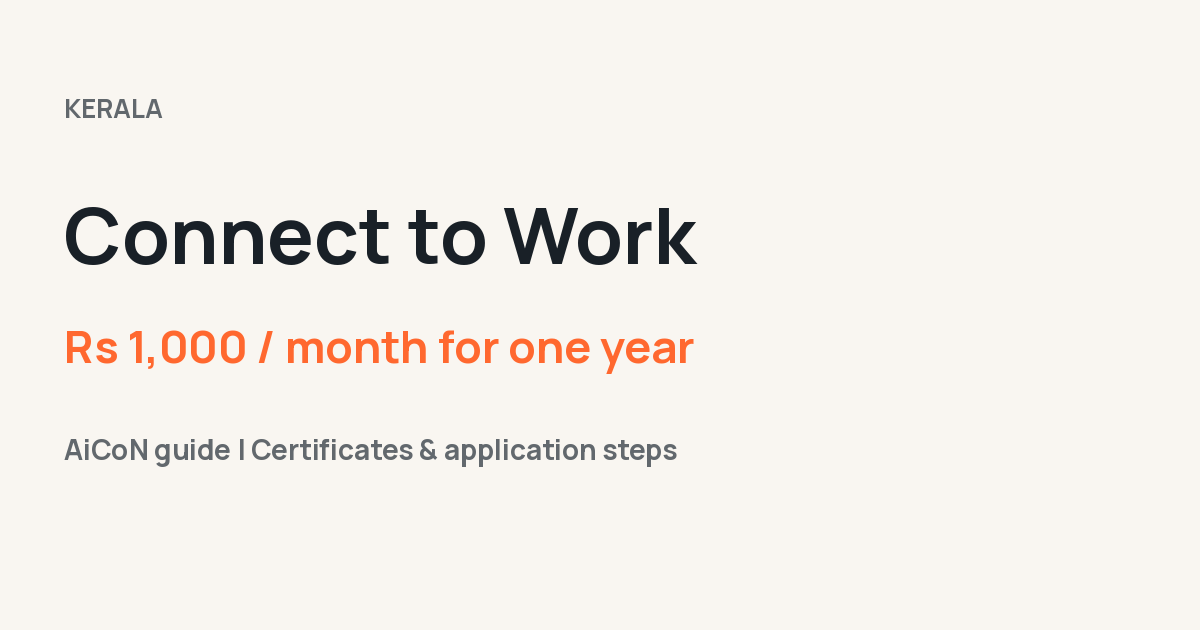 KERALA
Connect to Work
Rs 1,000 / month for one year
AiCoN guide | Certificates & application steps